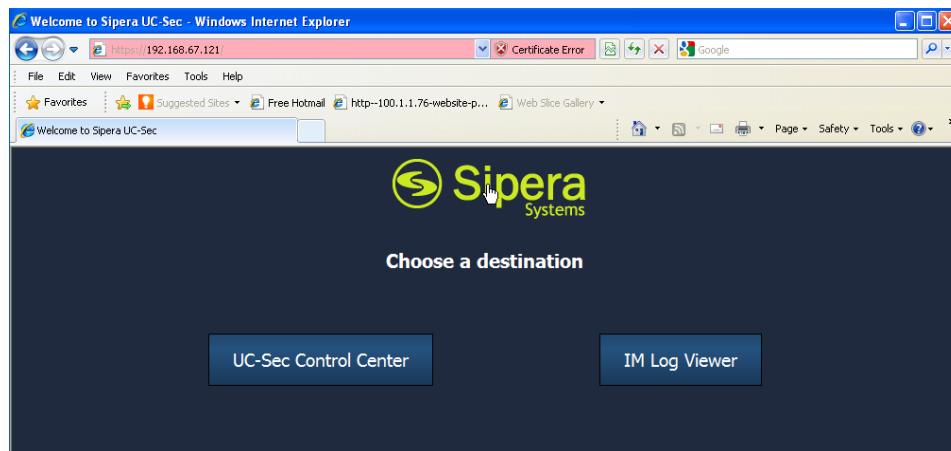 Welcome to Sipera UC-Sec - Windows Internet Explorer
https://192.168.67.121/ Certificate Error Google
File Edit View Favorites Tools Help
Favorites Suggested Sites Free Hotmail http--100.1.1.76-website-p... Web Slice Gallery
Welcome to Sipera UC-Sec Page Safety Tools
Sipera
Systems
Choose a destination
UC-Sec Control Center IM Log Viewer